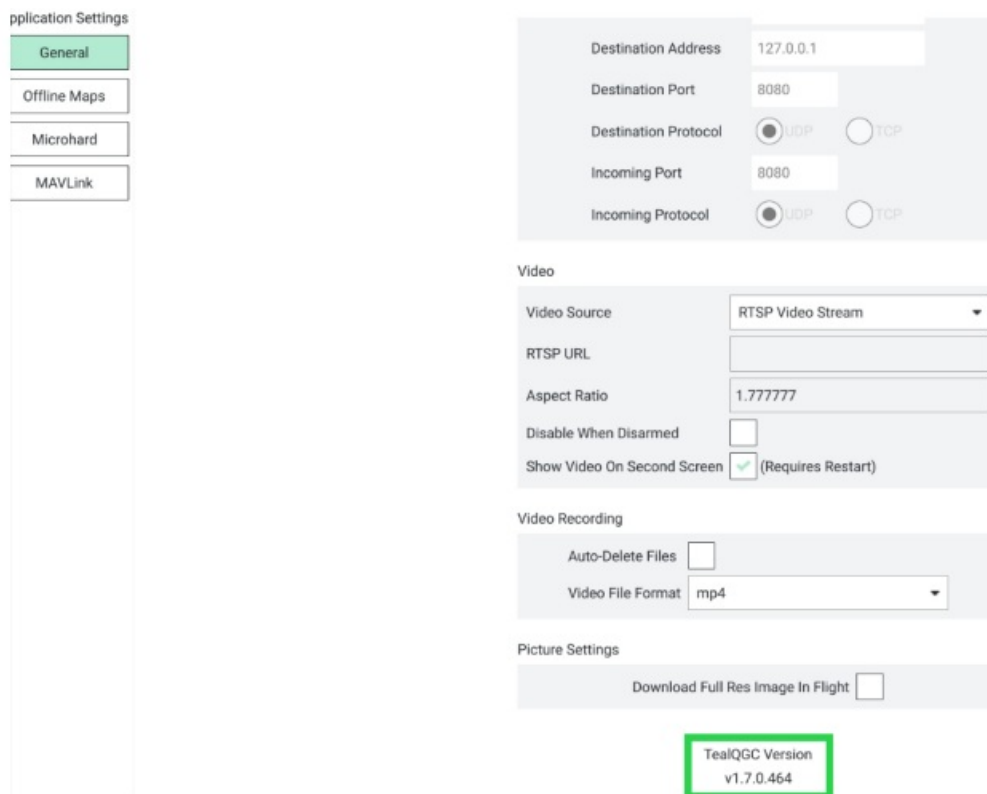 pplication Settings
General
Offline Maps
Microhard
MAVLink
Destination Address 127.0.0.1
Destination Port 8080
Destination Protocol UDP TCP
Incoming Port 8080
Incoming Protocol UDP TCP
Video
Video Source RTSP Video Stream
RTSP URL
Aspect Ratio 1.777777
Disable When Disarmed
Show Video On Second Screen (Requires Restart)
Video Recording
Auto-Delete Files
Video File Format mp4
Picture Settings
Download Full Res Image In Flight
TealQGC Version
v1.7.0.464